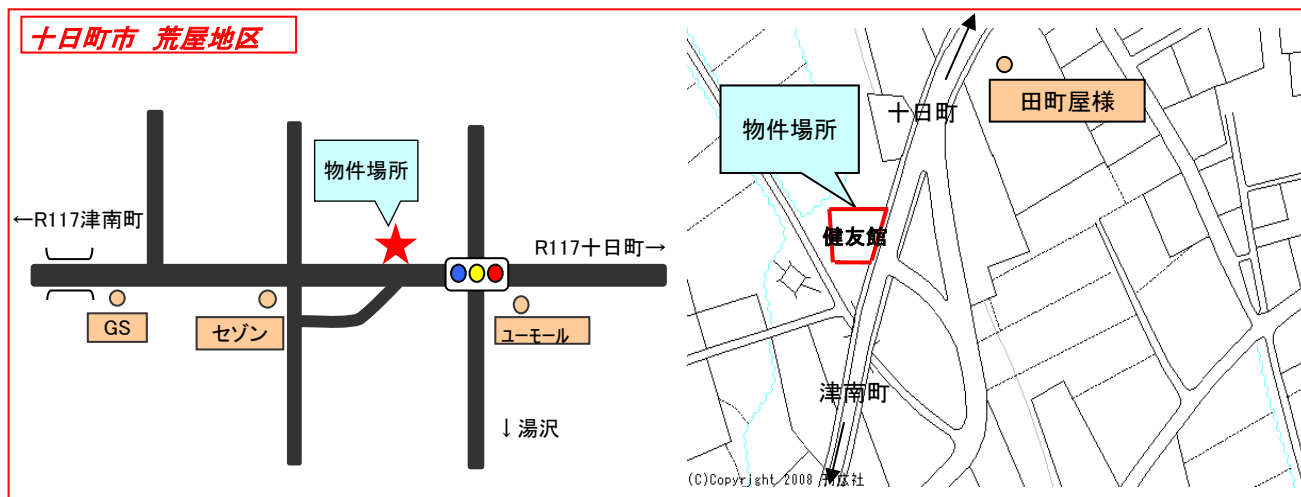 十日町市 荒屋地区
物件場所
←R117津南町
R117十日町→
GS
セゾン
ユーモール
↓湯沢
物件場所
十日町
田町屋様
健友館
津南町
(C)Copyright 2008
広社